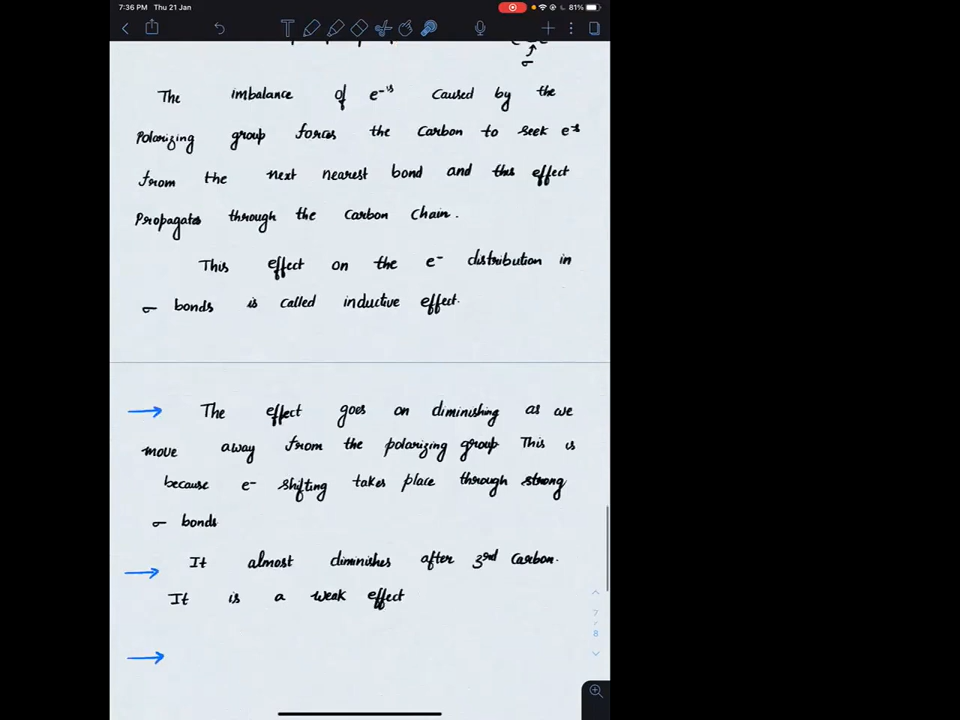 7:36 PM Thu 21 Jan
81%
The imbalance of e⁻ˢ caused by the
Polarizing group forces the Carbon to seek e⁻ˢ
from the next nearest bond and this effect
Propagates through the Carbon Chain.
This effect on the e⁻ distribution in
σ bonds is called inductive effect.
→ The effect goes on diminishing as we
move away from the polarizing group This is
because e⁻ shifting takes place through strong
σ bonds
→ It almost diminishes after 3rd Carbon.
It is a weak effect
→
7
/
8